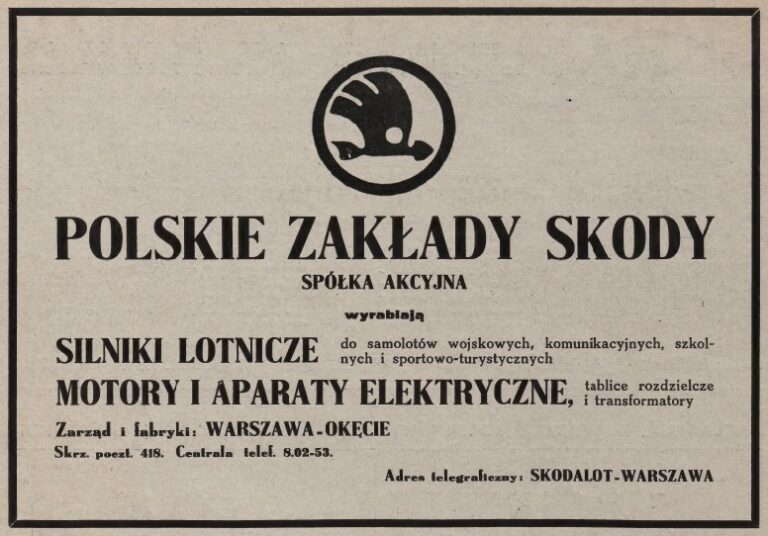 POLSKIE ZAKŁADY SKODY
SPÓŁKA AKCYJNA
wyrabiają
SILNIKI LOTNICZE do samolotów wojskowych, komunikacyjnych, szkol-
nych i sportowo-turystycznych
MOTORY I APARATY ELEKTRYCZNE, tablice rozdzielcze
i transformatory
Zarząd i fabryki: WARSZAWA-OKĘCIE
Skrz. poczt. 418. Centrala telef. 8.02-53.
Adres telegraficzny: SKODALOT-WARSZAWA